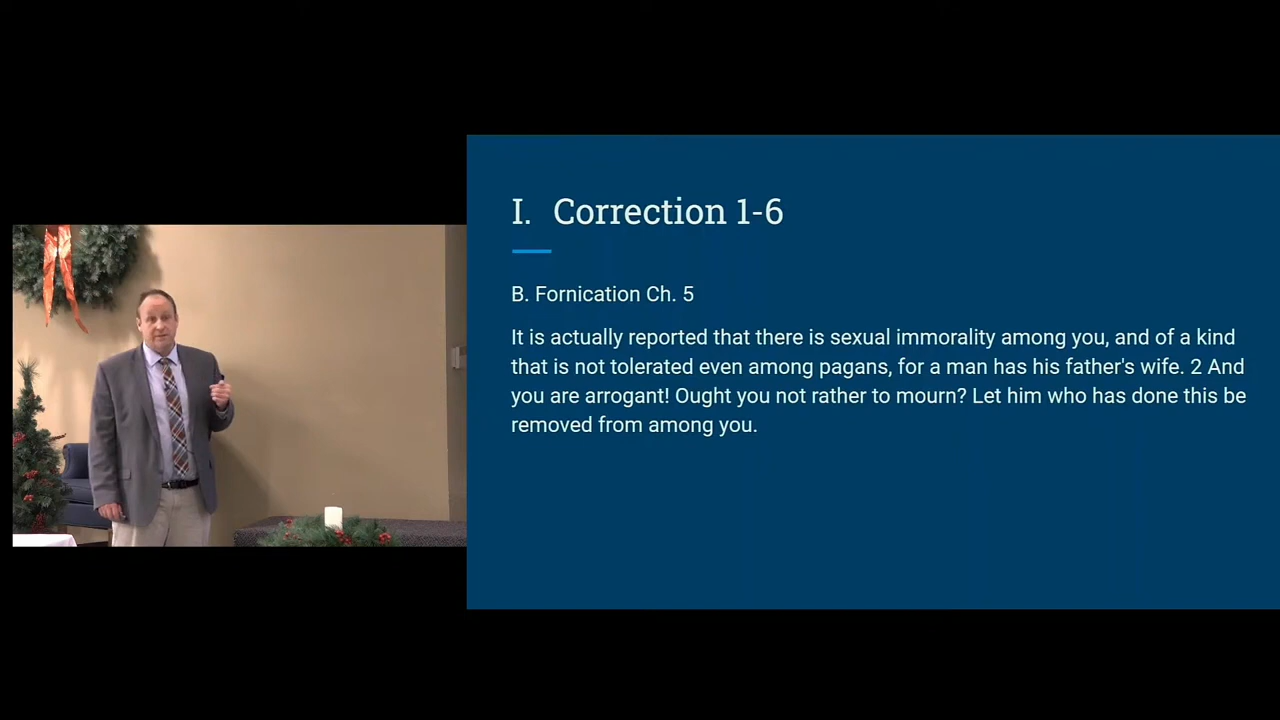 I. Correction 1-6
B. Fornication Ch. 5
It is actually reported that there is sexual immorality among you, and of a kind
that is not tolerated even among pagans, for a man has his father's wife. 2 And
you are arrogant! Ought you not rather to mourn? Let him who has done this be
removed from among you.